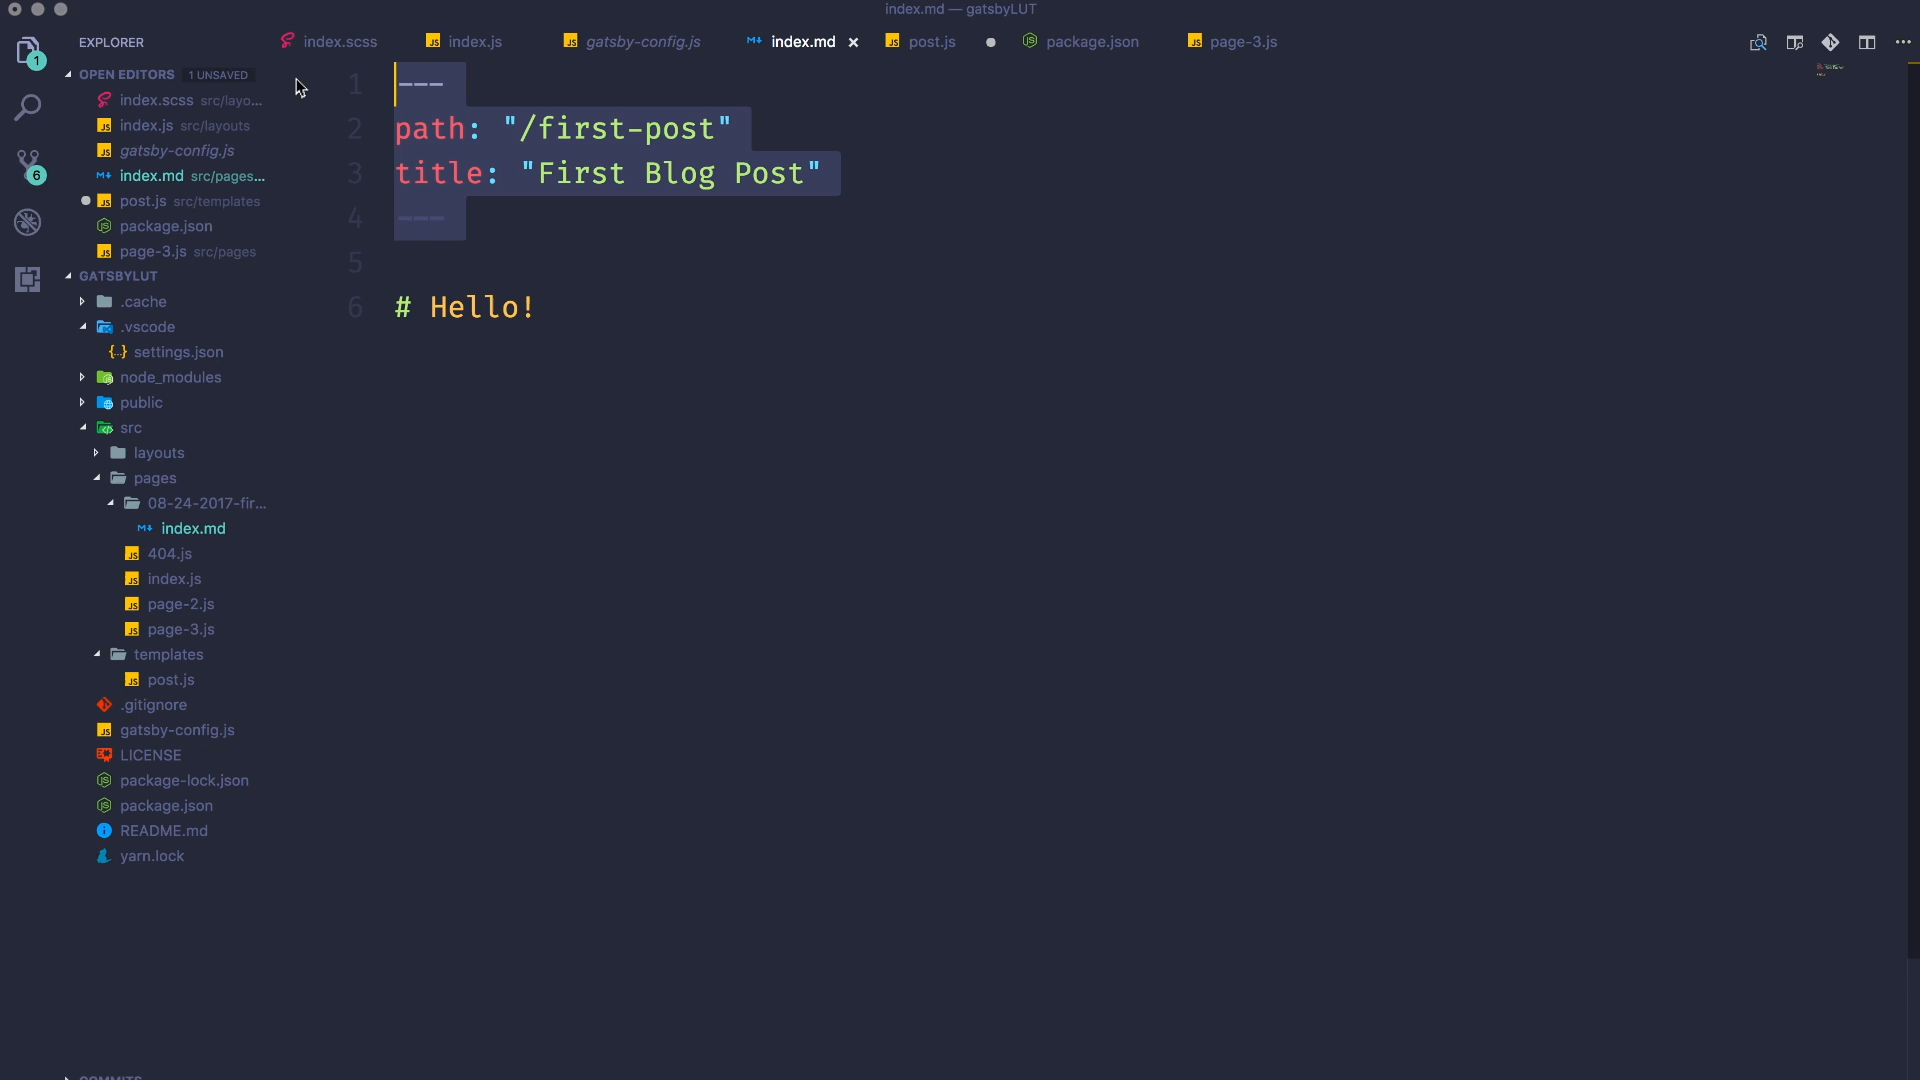 index.md — gatsbyLUT
EXPLORER
index.scss
index.js
gatsby-config.js
index.md
post.js
package.json
page-3.js
1
OPEN EDITORS 1 UNSAVED
index.scss src/layo...
index.js src/layouts
gatsby-config.js
index.md src/pages...
post.js src/templates
package.json
page-3.js src/pages
6
GATSBYLUT
.cache
.vscode
{..} settings.json
node_modules
public
src
layouts
pages
08-24-2017-fir...
index.md
404.js
index.js
page-2.js
page-3.js
templates
post.js
.gitignore
gatsby-config.js
LICENSE
package-lock.json
package.json
README.md
yarn.lock
COMMITS
1 ---
2 path: "/first-post"
3 title: "First Blog Post"
4 ---
5
6 # Hello!